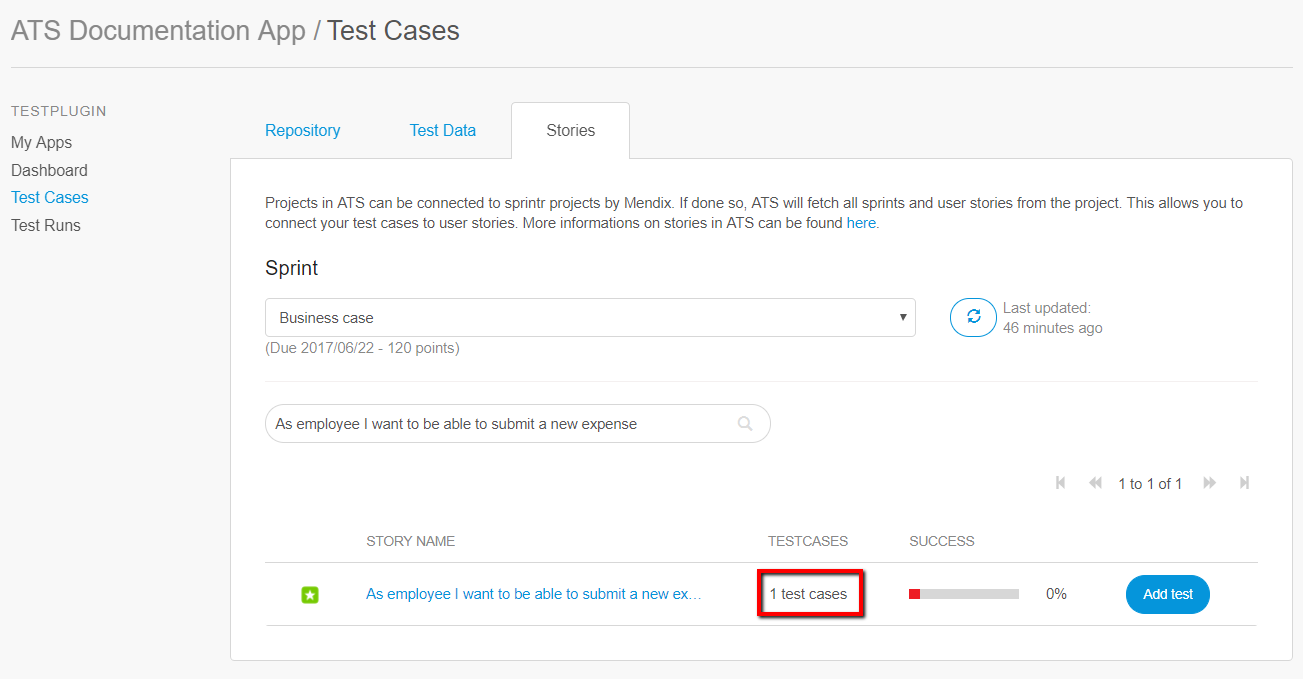 ATS Documentation App / Test Cases
TESTPLUGIN
My Apps
Dashboard
Test Cases
Test Runs
Repository Test Data Stories
Projects in ATS can be connected to sprintr projects by Mendix. If done so, ATS will fetch all sprints and user stories from the project. This allows you to
connect your test cases to user stories. More informations on stories in ATS can be found here.
Sprint
Business case
(Due 2017/06/22 - 120 points)
Last updated:
46 minutes ago
As employee I want to be able to submit a new expense
1 to 1 of 1
STORY NAME TESTCASES SUCCESS
As employee I want to be able to submit a new ex… 1 test cases 0% Add test